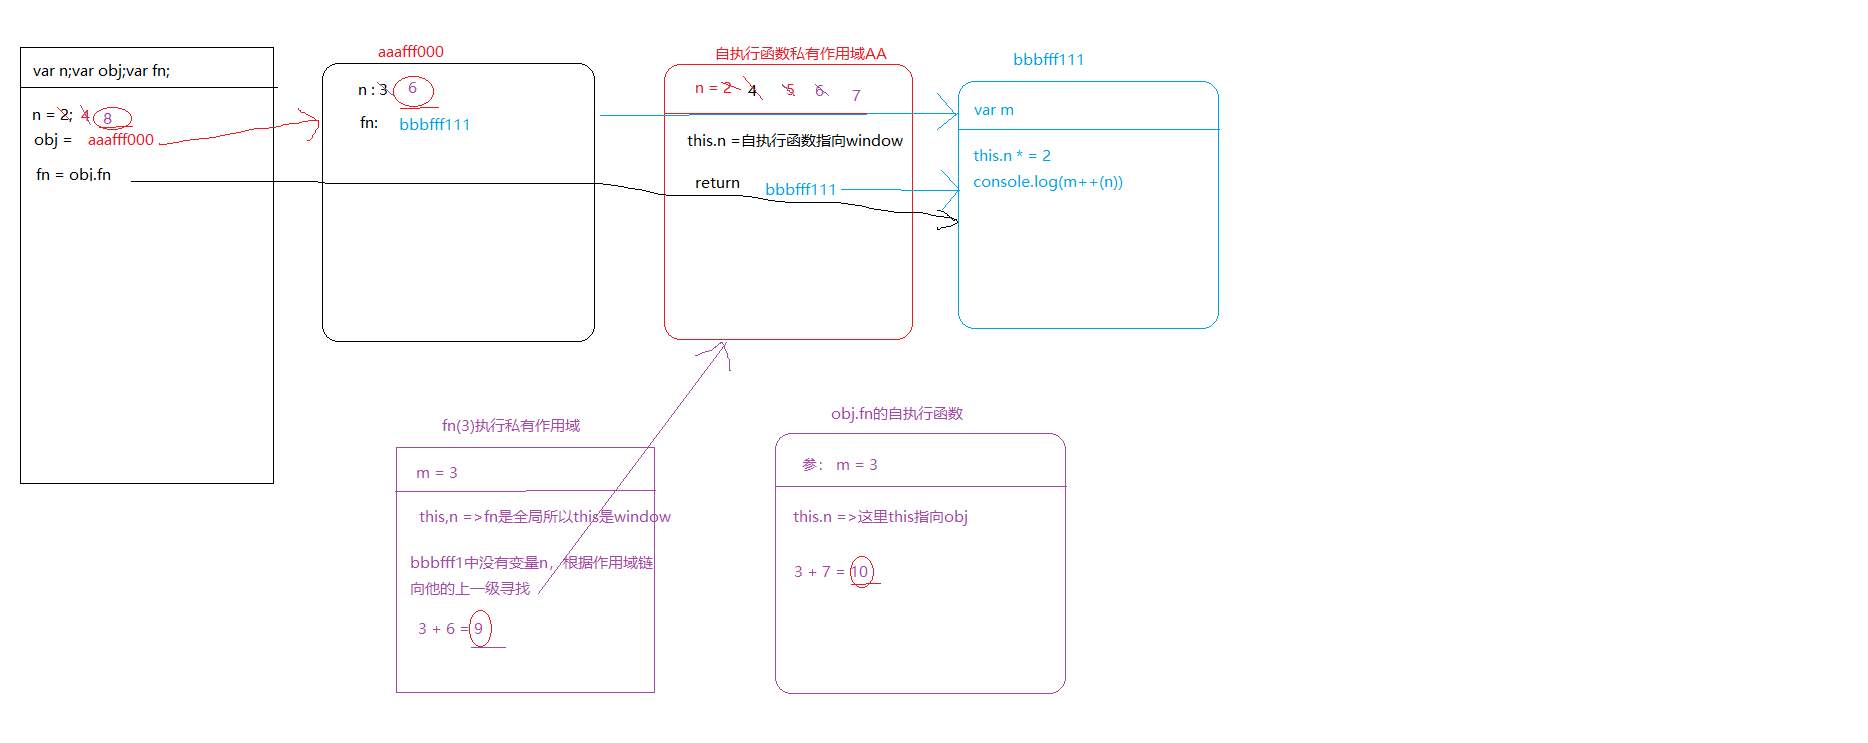 var n;var obj;var fn;
n = 2; 4 8
obj = aaafff000
fn = obj.fn
aaafff000
n : 3 6
fn: bbbfff111
自执行函数私有作用域AA
n = 2 4 5 6 7
this.n =自执行函数指向window
return bbbfff111
bbbfff111
var m
this.n * = 2
console.log(m++(n))
fn(3)执行私有作用域
m = 3
this,n =>fn是全局所以this是window
bbbfff1中没有变量n，根据作用域链
向他的上一级寻找
3 + 6 = 9
obj.fn的自执行函数
参： m = 3
this.n =>这里this指向obj
3 + 7 = 10